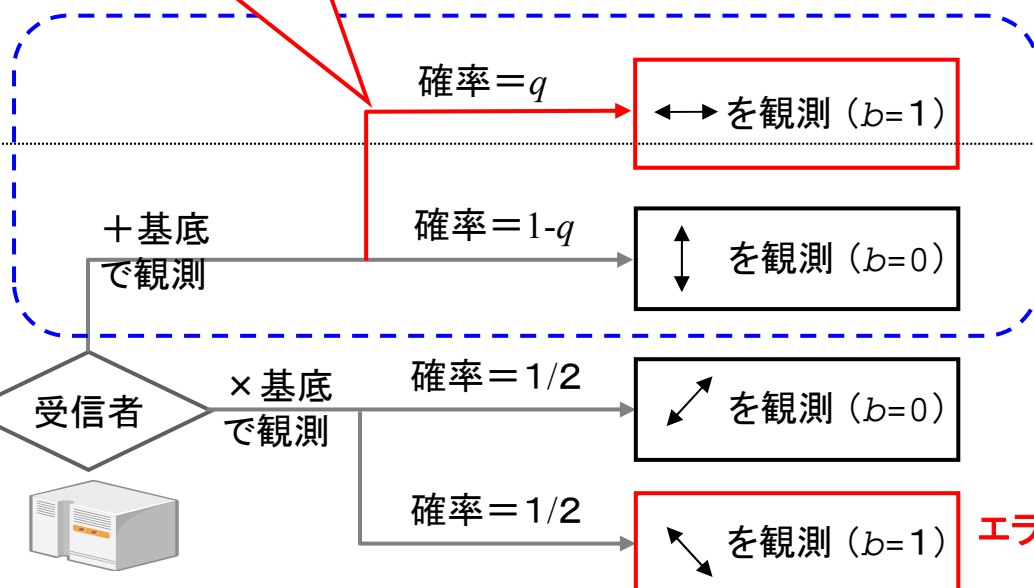 確率＝q
↔ を観測（b=1）
＋基底
で観測
確率＝1-q
を観測（b=0）
受信者
×基底
で観測
確率＝1/2
を観測（b=0）
確率＝1/2
を観測（b=1）
エラ